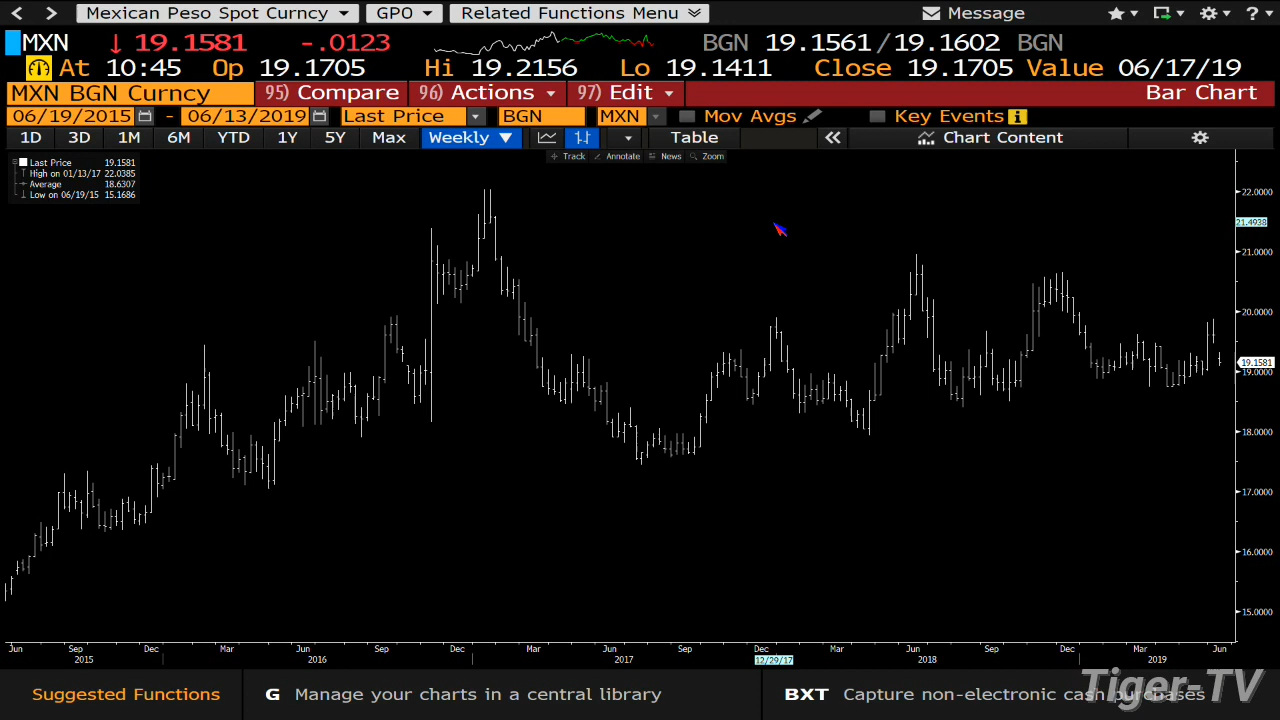 < > Mexican Peso Spot Curncy GPO Related Functions Menu Message ?
MXN ↓ 19.1581 -.0123 BGN 19.1561/19.1602 BGN
At 10:45 Op 19.1705 Hi 19.2156 Lo 19.1411 Close 19.1705 Value 06/17/19
MXN BGN Curncy 95) Compare 96) Actions 97) Edit Bar Chart
06/19/2015 - 06/13/2019 Last Price BGN MXN Mov Avgs Key Events i
1D 3D 1M 6M YTD 1Y 5Y Max Weekly ▼ Table << Chart Content
Track Annotate News Zoom
Last Price 19.1581
High on 01/13/17 22.0385
Average 18.6307
Low on 06/19/15 15.1686
22.0000
21.4938
21.0000
20.0000
19.1581
19.0000
18.0000
17.0000
16.0000
15.0000
Jun Sep Dec Mar Jun Sep Dec Mar Jun Sep Dec Mar Jun Sep Dec Mar Jun
2015 2016 2017 12/29/17 2018 2019
Suggested Functions G Manage your charts in a central library BXT Capture non-electronic cash purchases
Tiger-TV